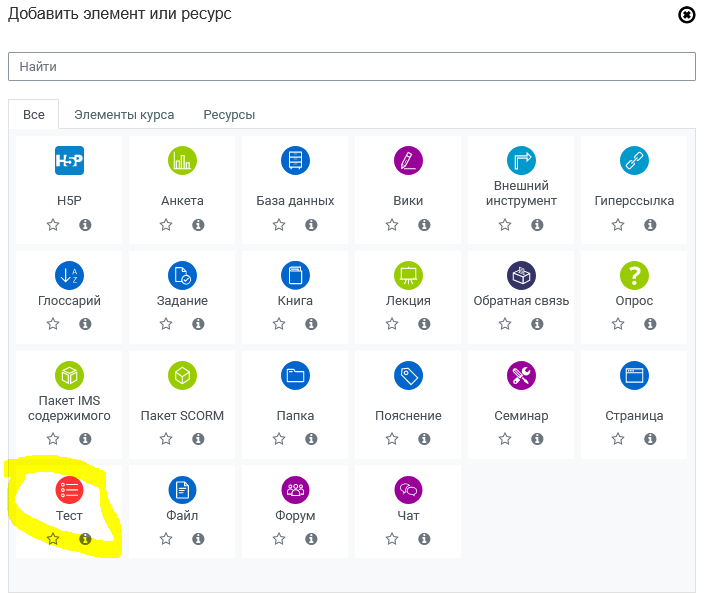 Добавить элемент или ресурс
Найти
Все Элементы курса Ресурсы
H5P
H5P Анкета База данных Вики Внешний инструмент Гиперссылка
A
Z
Глоссарий Задание Книга Лекция Обратная связь Опрос
Пакет IMS содержимого Пакет SCORM Папка Пояснение Семинар Страница
Тест Файл Форум Чат